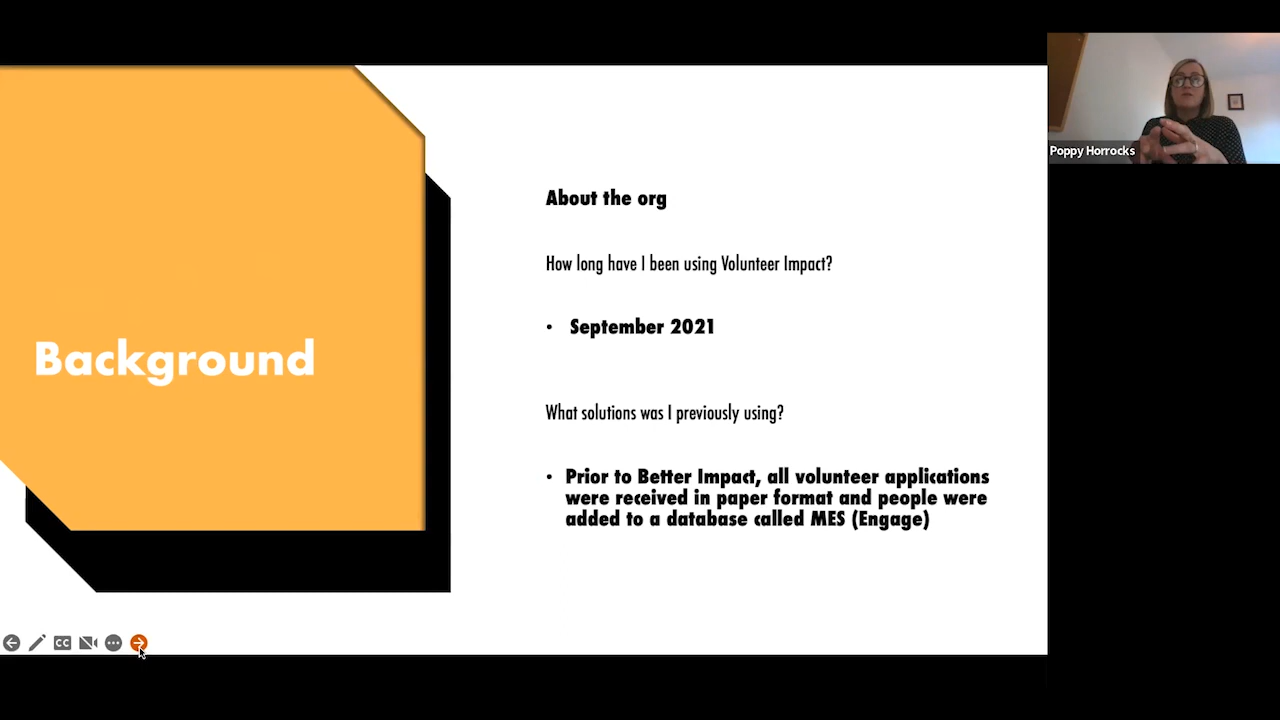 Background
About the org
How long have I been using Volunteer Impact?
• September 2021
What solutions was I previously using?
• Prior to Better Impact, all volunteer applications
were received in paper format and people were
added to a database called MES (Engage)
CC
Poppy Horrocks